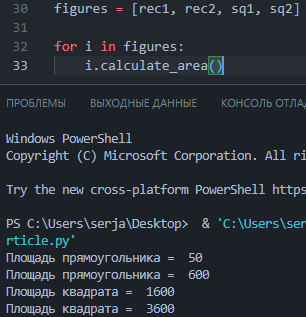 30 figures = [rec1, rec2, sq1, sq2]
31
32 for i in figures:
33 i.calculate_area()
ПРОБЛЕМЫ ВЫХОДНЫЕ ДАННЫЕ КОНСОЛЬ ОТЛА
Windows PowerShell
Copyright (C) Microsoft Corporation. All ri
Try the new cross-platform PowerShell https
PS C:\Users\serja\Desktop> & 'C:\Users\ser
rticle.py'
Площадь прямоугольника = 50
Площадь прямоугольника = 600
Площадь квадрата = 1600
Площадь квадрата = 3600